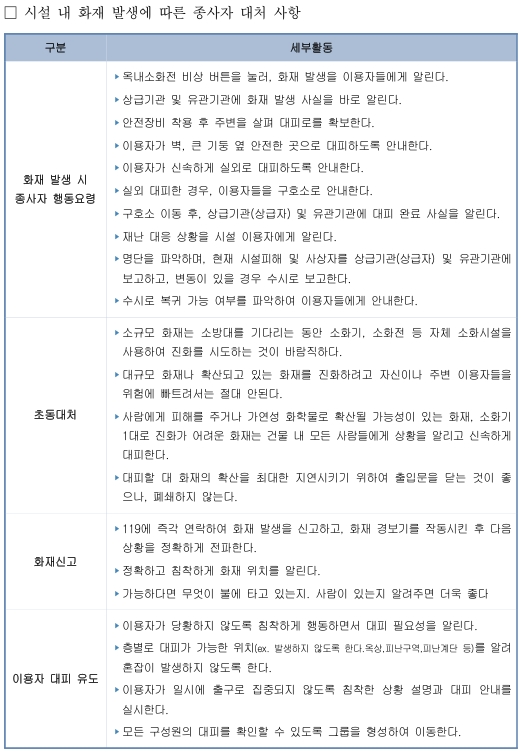 □ 시설 내 화재 발생에 따른 종사자 대처 사항
구분
세부활동
화재 발생 시
종사자 행동요령
▸옥내소화전 비상 버튼을 눌러, 화재 발생을 이용자들에게 알린다.
▸상급기관 및 유관기관에 화재 발생 사실을 바로 알린다.
▸안전장비 착용 후 주변을 살펴 대피로를 확보한다.
▸이용자가 벽, 큰 기둥 옆 안전한 곳으로 대피하도록 안내한다.
▸이용자가 신속하게 실외로 대피하도록 안내한다.
▸실외 대피한 경우, 이용자들을 구호소로 안내한다.
▸구호소 이동 후, 상급기관(상급자) 및 유관기관에 대피 완료 사실을 알린다.
▸재난 대응 상황을 시설 이용자에게 알린다.
▸명단을 파악하며, 현재 시설피해 및 사상자를 상급기관(상급자) 및 유관기관에
보고하고, 변동이 있을 경우 수시로 보고한다.
▸수시로 복귀 가능 여부를 파악하여 이용자들에게 안내한다.
초동대처
▸소규모 화재는 소방대를 기다리는 동안 소화기, 소화전 등 자체 소화시설을
사용하여 진화를 시도하는 것이 바람직하다.
▸대규모 화재나 확산되고 있는 화재를 진화하려고 자신이나 주변 이용자들을
위험에 빠트려서는 절대 안된다.
▸사람에게 피해를 주거나 가연성 화학물로 확산될 가능성이 있는 화재, 소화기
1대로 진화가 어려운 화재는 건물 내 모든 사람들에게 상황을 알리고 신속하게
대피한다.
▸대피할 대 화재의 확산을 최대한 지연시키기 위하여 출입문을 닫는 것이 좋
으나, 폐쇄하지 않는다.
화재신고
▸119에 즉각 연락하여 화재 발생을 신고하고, 화재 경보기를 작동시킨 후 다음
상황을 정확하게 전파한다.
▸정확하고 침착하게 화재 위치를 알린다.
▸가능하다면 무엇이 불에 타고 있는지. 사람이 있는지 알려주면 더욱 좋다
이용자 대피 유도
▸이용자가 당황하지 않도록 침착하게 행동하면서 대피 필요성을 알린다.
▸층별로 대피가 가능한 위치(ex. 발생하지 않도록 한다.옥상,피난구역,피난계단 등)를 알려
혼잡이 발생하지 않도록 한다.
▸이용자가 일시에 출구로 집중되지 않도록 침착한 상황 설명과 대피 안내를
실시한다.
▸모든 구성원의 대피를 확인할 수 있도록 그룹을 형성하여 이동한다.